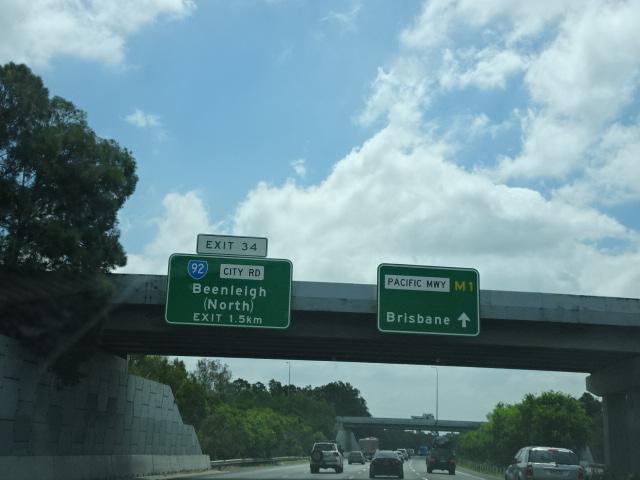 EXIT 34
92 CITY RD
Beenleigh
(North)
EXIT 1.5km
PACIFIC MWY M1
Brisbane